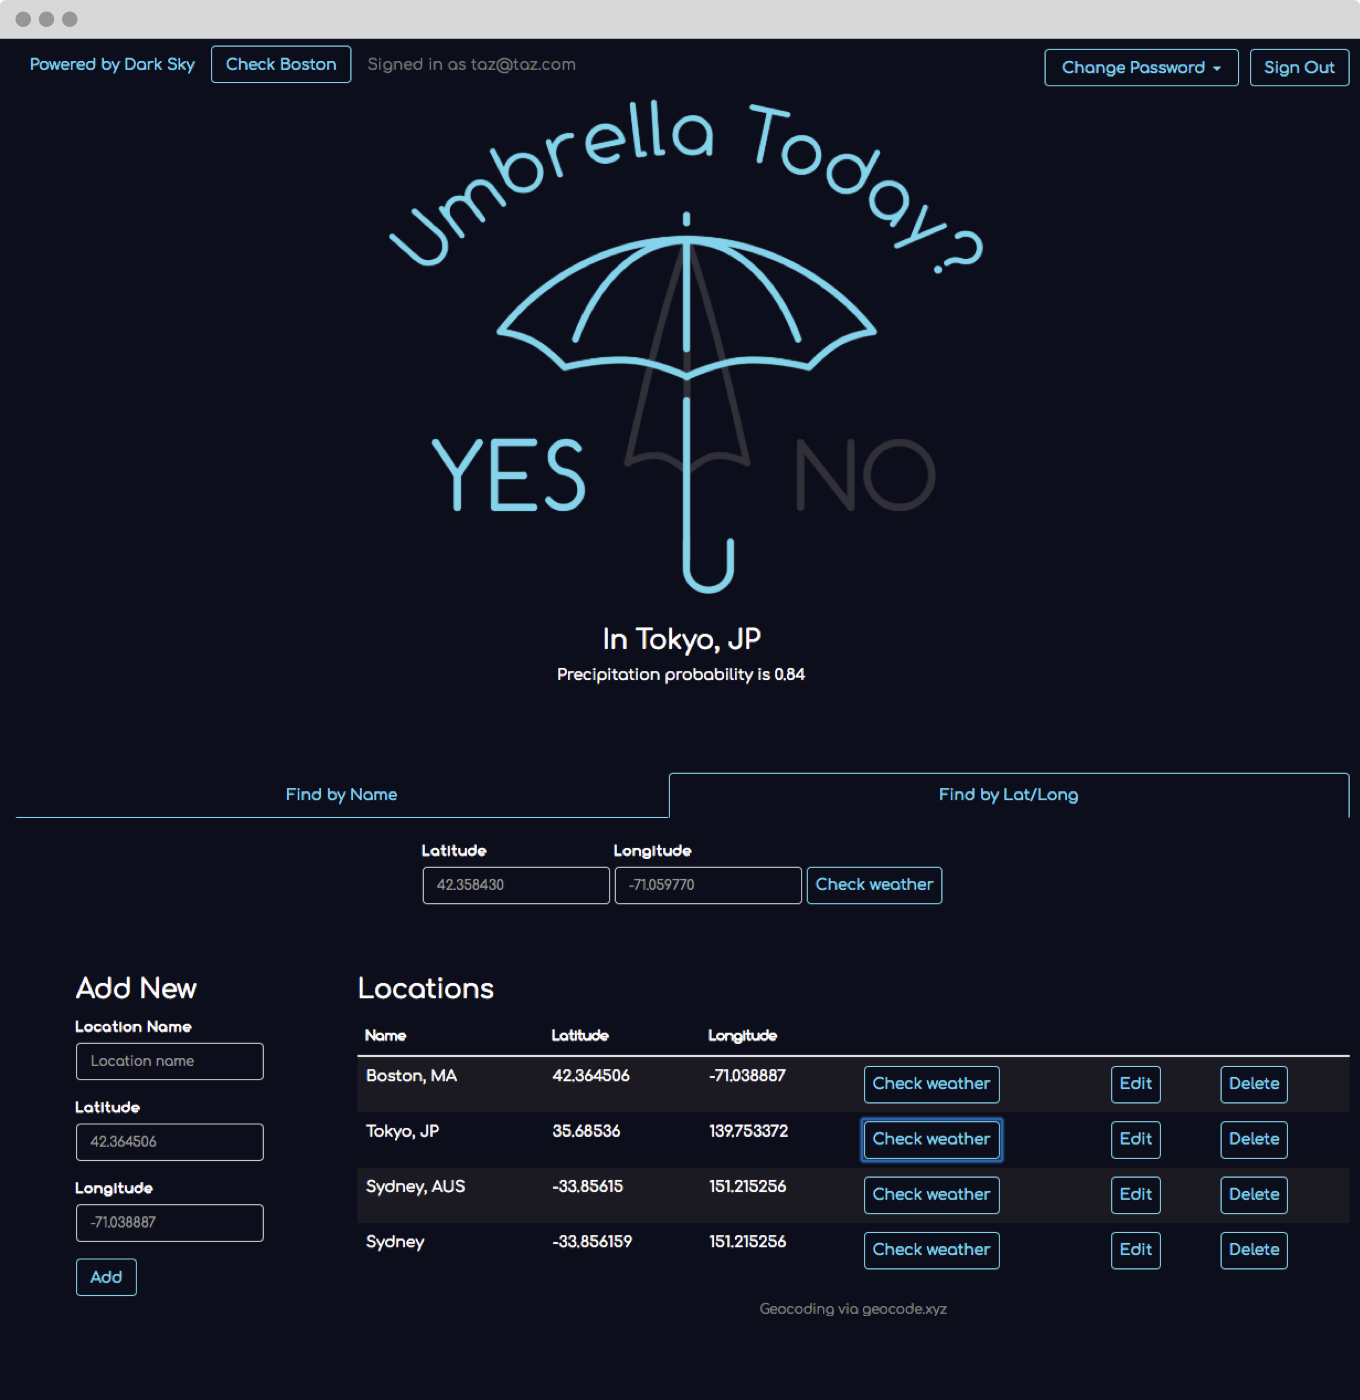 Powered by Dark Sky Check Boston Signed in as taz@taz.com Change Password Sign Out
Umbrella Today?
YES NO
In Tokyo, JP
Precipitation probability is 0.84
Find by Name Find by Lat/Long
Latitude Longitude
42.358430 -71.059770 Check weather
Add New
Location Name
Location name
Latitude
42.364506
Longitude
-71.038887
Add
Locations
Name Latitude Longitude
Boston, MA 42.364506 -71.038887 Check weather Edit Delete
Tokyo, JP 35.68536 139.753372 Check weather Edit Delete
Sydney, AUS -33.85615 151.215256 Check weather Edit Delete
Sydney -33.856159 151.215256 Check weather Edit Delete
Geocoding via geocode.xyz